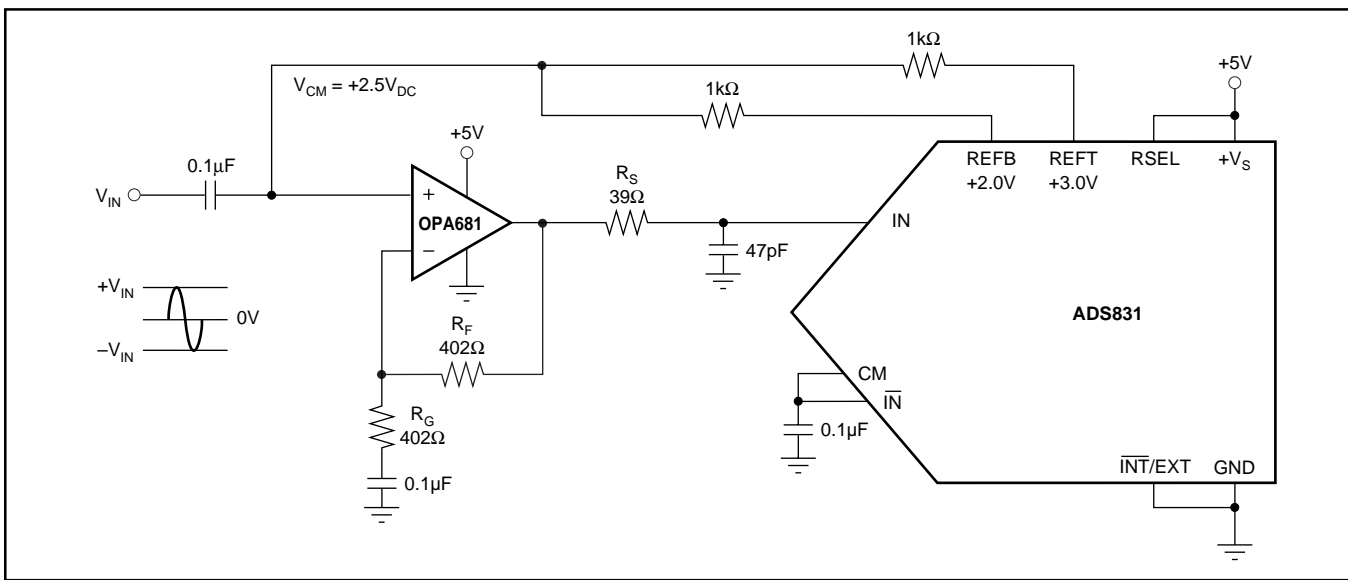 1kΩ
+5V
V_CM = +2.5V_DC
1kΩ
+5V
REFB
+2.0V
REFT
+3.0V
RSEL
+V_S
0.1µF
V_IN
+
OPA681
−
R_S
39Ω
IN
47pF
+V_IN
0V
−V_IN
ADS831
R_F
402Ω
CM
I̅N̅
R_G
402Ω
0.1µF
0.1µF
I̅N̅T̅/EXT
GND